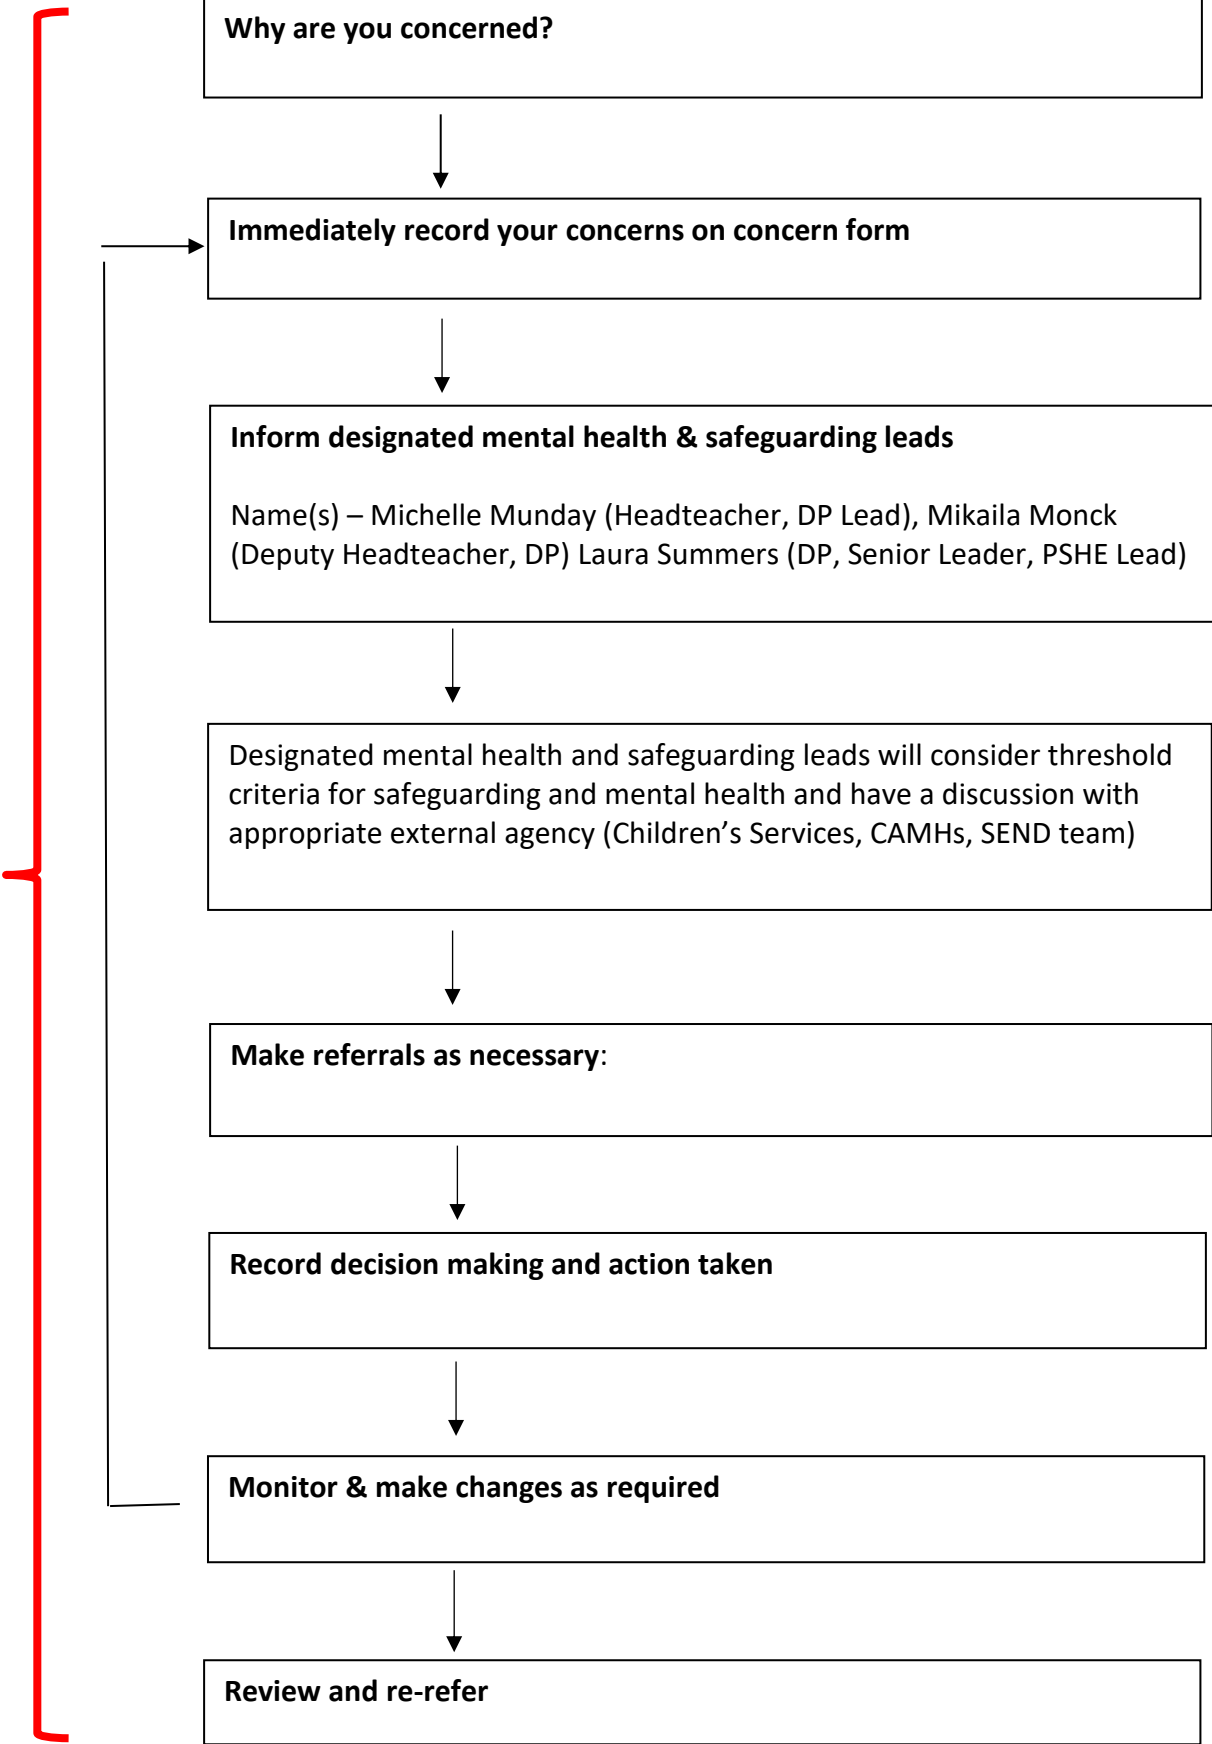 Why are you concerned?
Immediately record your concerns on concern form
Inform designated mental health & safeguarding leads
Name(s) – Michelle Munday (Headteacher, DP Lead), Mikaila Monck
(Deputy Headteacher, DP) Laura Summers (DP, Senior Leader, PSHE Lead)
Designated mental health and safeguarding leads will consider threshold
criteria for safeguarding and mental health and have a discussion with
appropriate external agency (Children’s Services, CAMHs, SEND team)
Make referrals as necessary:
Record decision making and action taken
Monitor & make changes as required
Review and re-refer